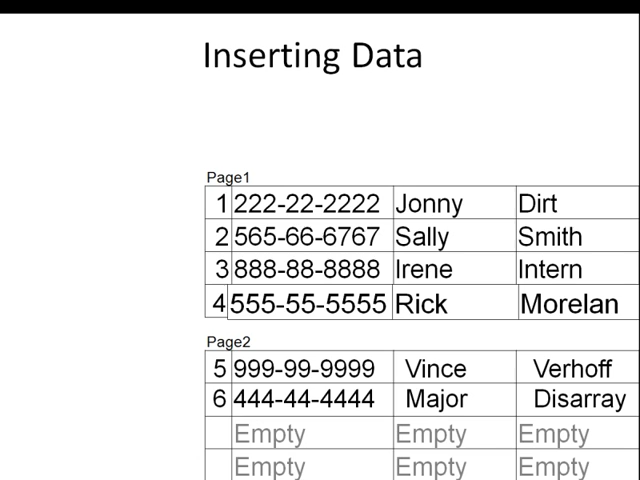 Inserting Data
Page1
1 222-22-2222 Jonny Dirt
2 565-66-6767 Sally Smith
3 888-88-8888 Irene Intern
4 555-55-5555 Rick Morelan
Page2
5 999-99-9999 Vince Verhoff
6 444-44-4444 Major Disarray
Empty Empty Empty
Empty Empty Empty